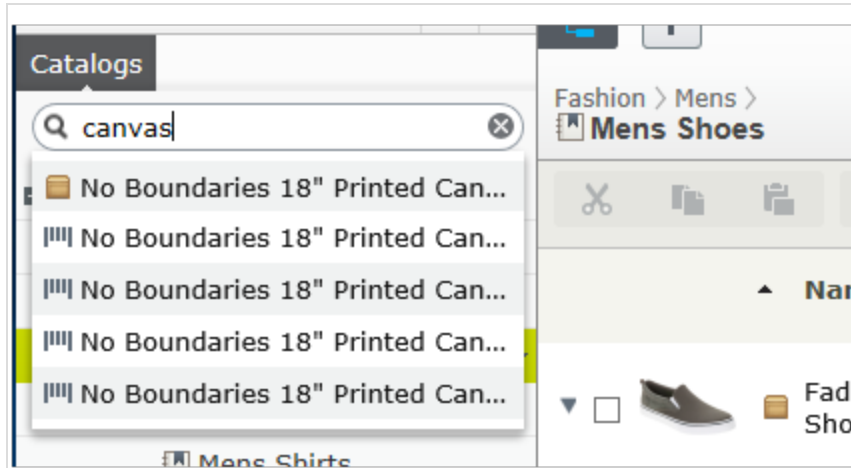 Catalogs
canvas
No Boundaries 18" Printed Can...
No Boundaries 18" Printed Can...
No Boundaries 18" Printed Can...
No Boundaries 18" Printed Can...
No Boundaries 18" Printed Can...
Mens Shirts
Fashion > Mens >
Mens Shoes
Nar
Fad
Sho